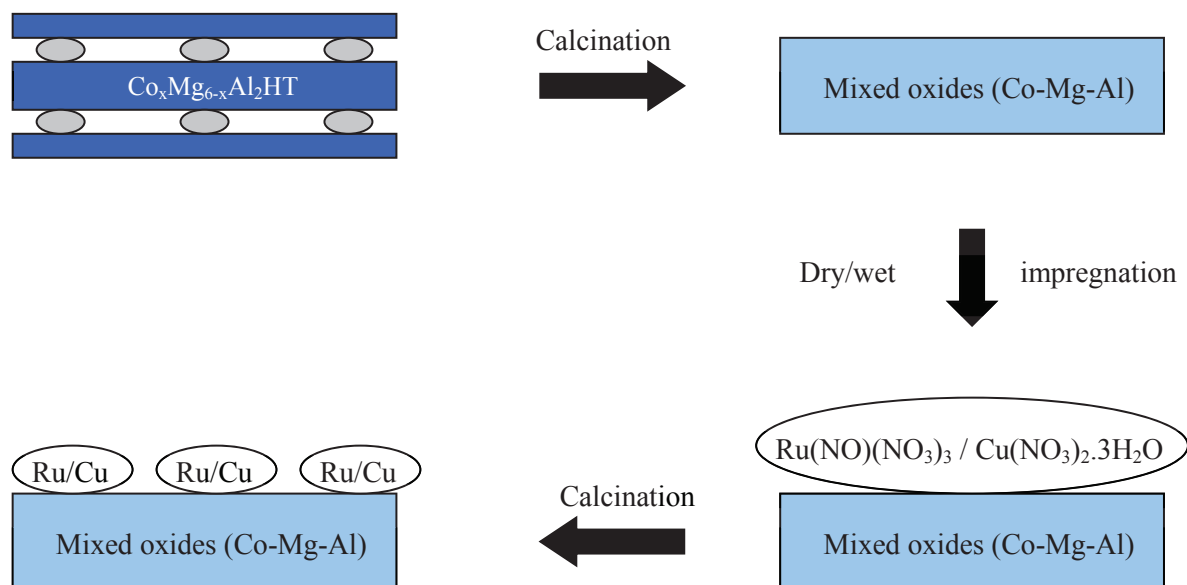 Calcination
CoₓMg₆₋ₓAl₂HT
Mixed oxides (Co-Mg-Al)
Dry/wet impregnation
Ru(NO)(NO₃)₃ / Cu(NO₃)₂.3H₂O
Ru/Cu Ru/Cu Ru/Cu
Calcination
Mixed oxides (Co-Mg-Al) Mixed oxides (Co-Mg-Al)